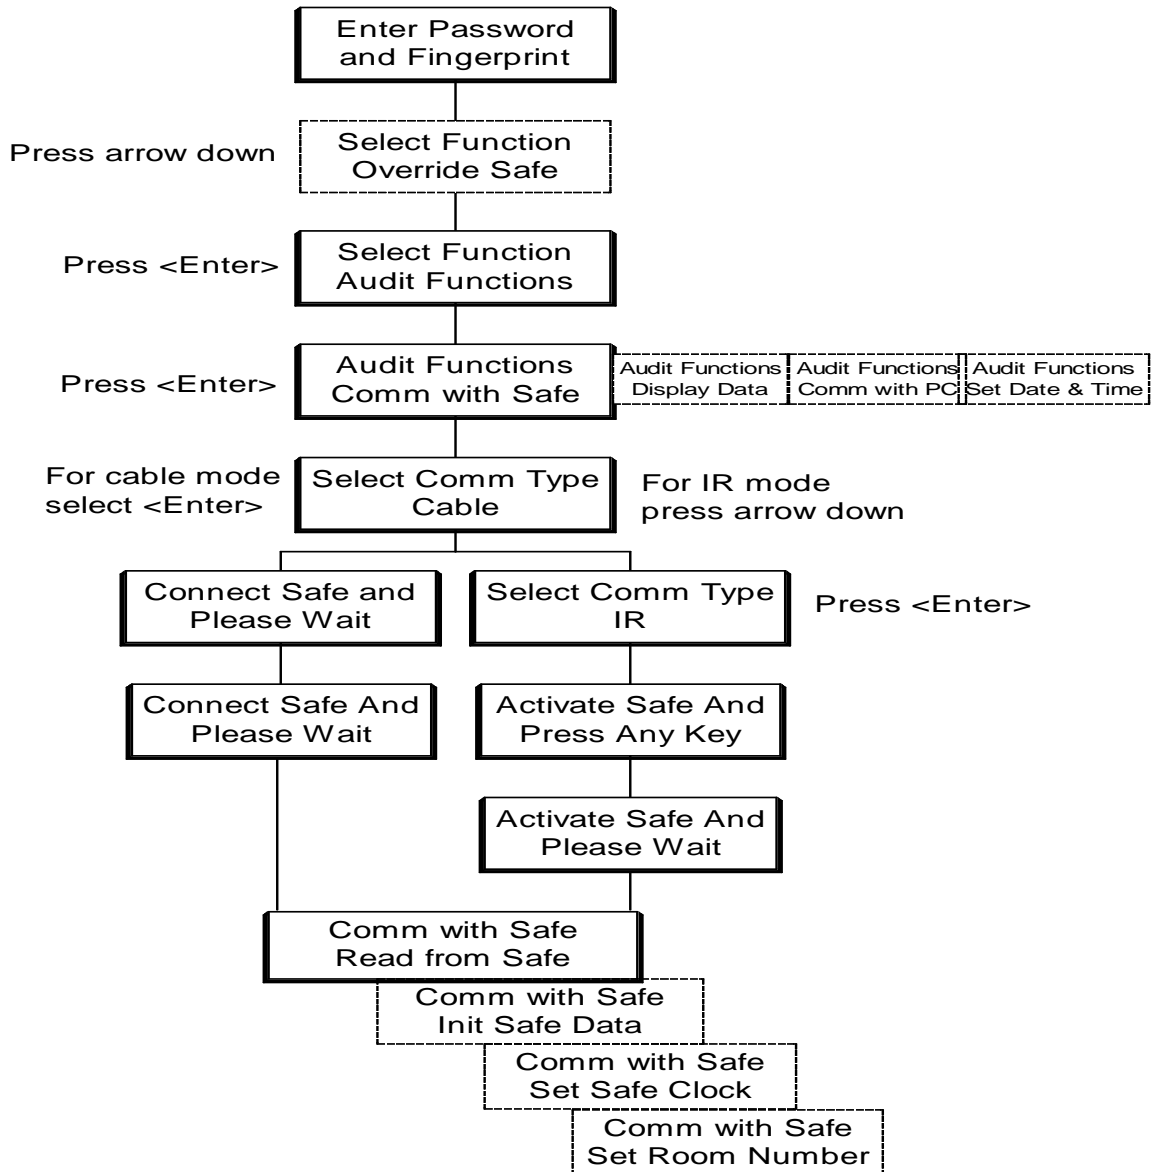 Enter Password
and Fingerprint
Press arrow down
Select Function
Override Safe
Press <Enter>
Select Function
Audit Functions
Press <Enter>
Audit Functions
Comm with Safe
Audit Functions
Display Data
Audit Functions
Comm with PC
Audit Functions
Set Date & Time
For cable mode
select <Enter>
Select Comm Type
Cable
For IR mode
press arrow down
Connect Safe and
Please Wait
Select Comm Type
IR
Press <Enter>
Connect Safe And
Please Wait
Activate Safe And
Press Any Key
Activate Safe And
Please Wait
Comm with Safe
Read from Safe
Comm with Safe
Init Safe Data
Comm with Safe
Set Safe Clock
Comm with Safe
Set Room Number